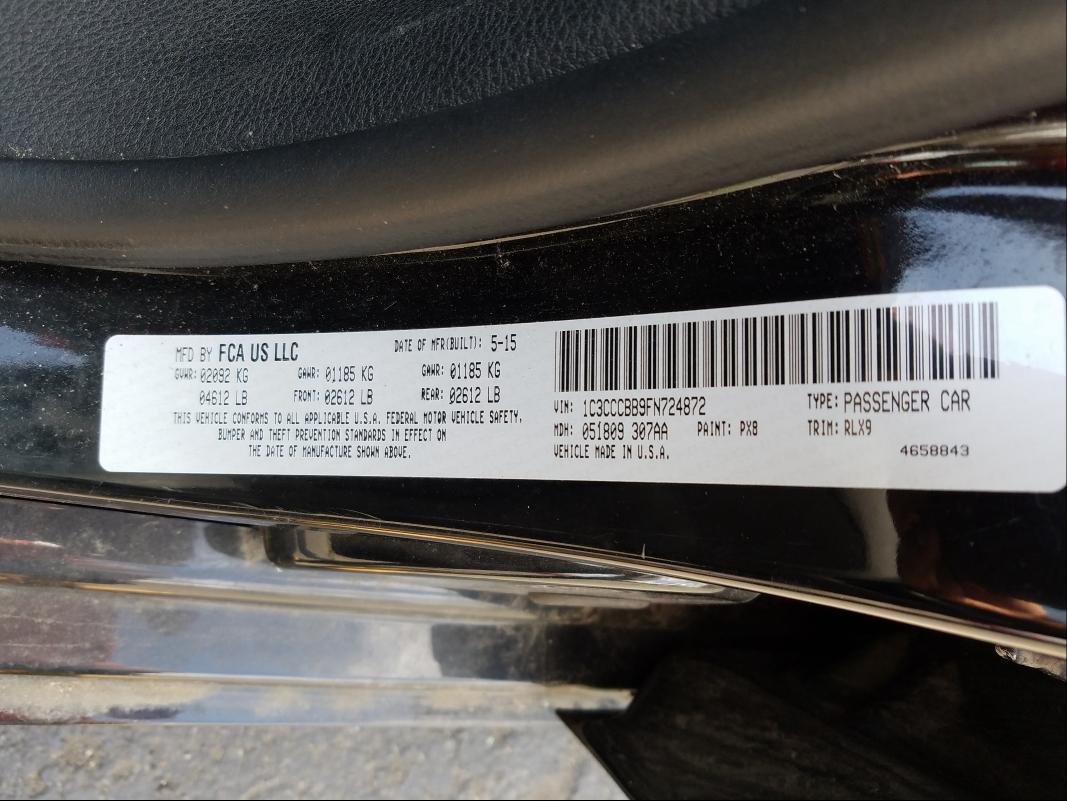 MFD BY FCA US LLC DATE OF MFR(BUILT): 5-15
GVWR: 02092 KG GAWR: 01185 KG GAWR: 01185 KG
04612 LB FRONT: 02612 LB REAR: 02612 LB
THIS VEHICLE CONFORMS TO ALL APPLICABLE U.S.A. FEDERAL MOTOR VEHICLE SAFETY,
BUMPER AND THEFT PREVENTION STANDARDS IN EFFECT ON
THE DATE OF MANUFACTURE SHOWN ABOVE.
VIN: 1C3CCCBB9FN724872 TYPE: PASSENGER CAR
MDH: 051809 307AA PAINT: PX8 TRIM: RLX9
VEHICLE MADE IN U.S.A. 4658843